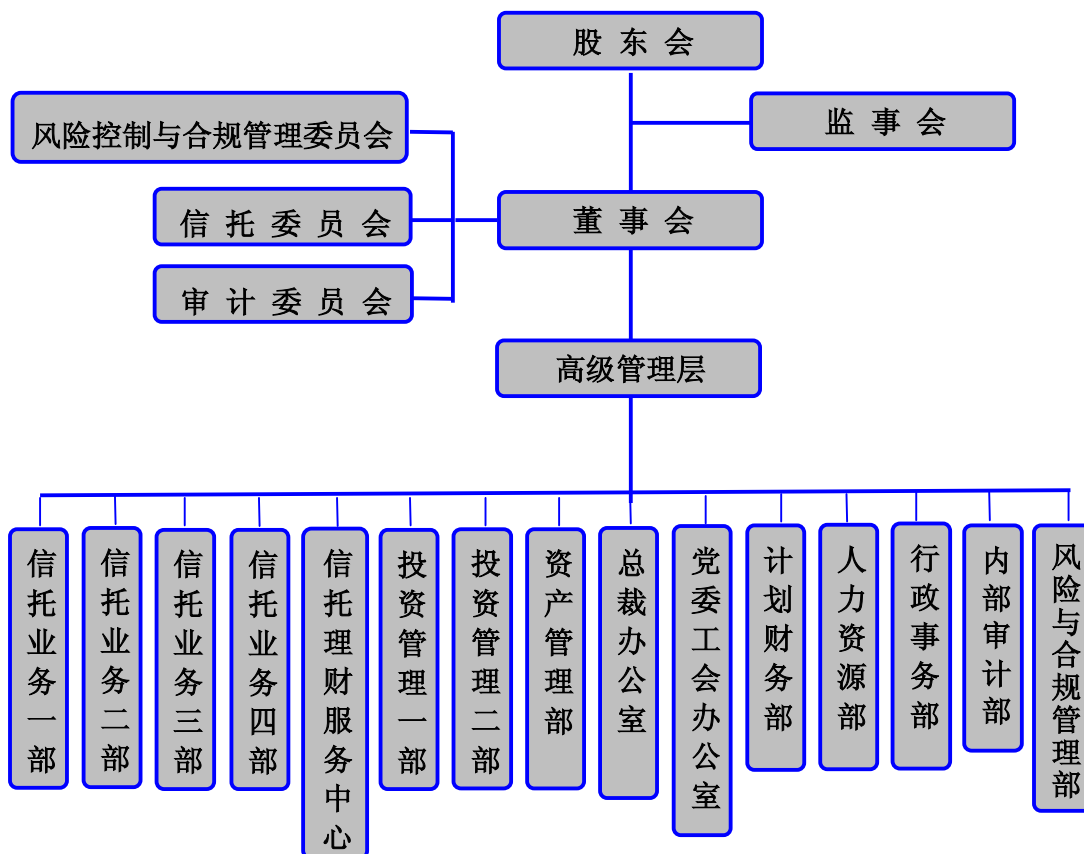 股 东 会
监 事 会
风险控制与合规管理委员会
信 托 委 员 会
董 事 会
审 计 委 员 会
高级管理层
信托业务一部
信托业务二部
信托业务三部
信托业务四部
信托理财服务中心
投资管理一部
投资管理二部
资产管理部
总裁办公室
党委工会办公室
计划财务部
人力资源部
行政事务部
内部审计部
风险与合规管理部